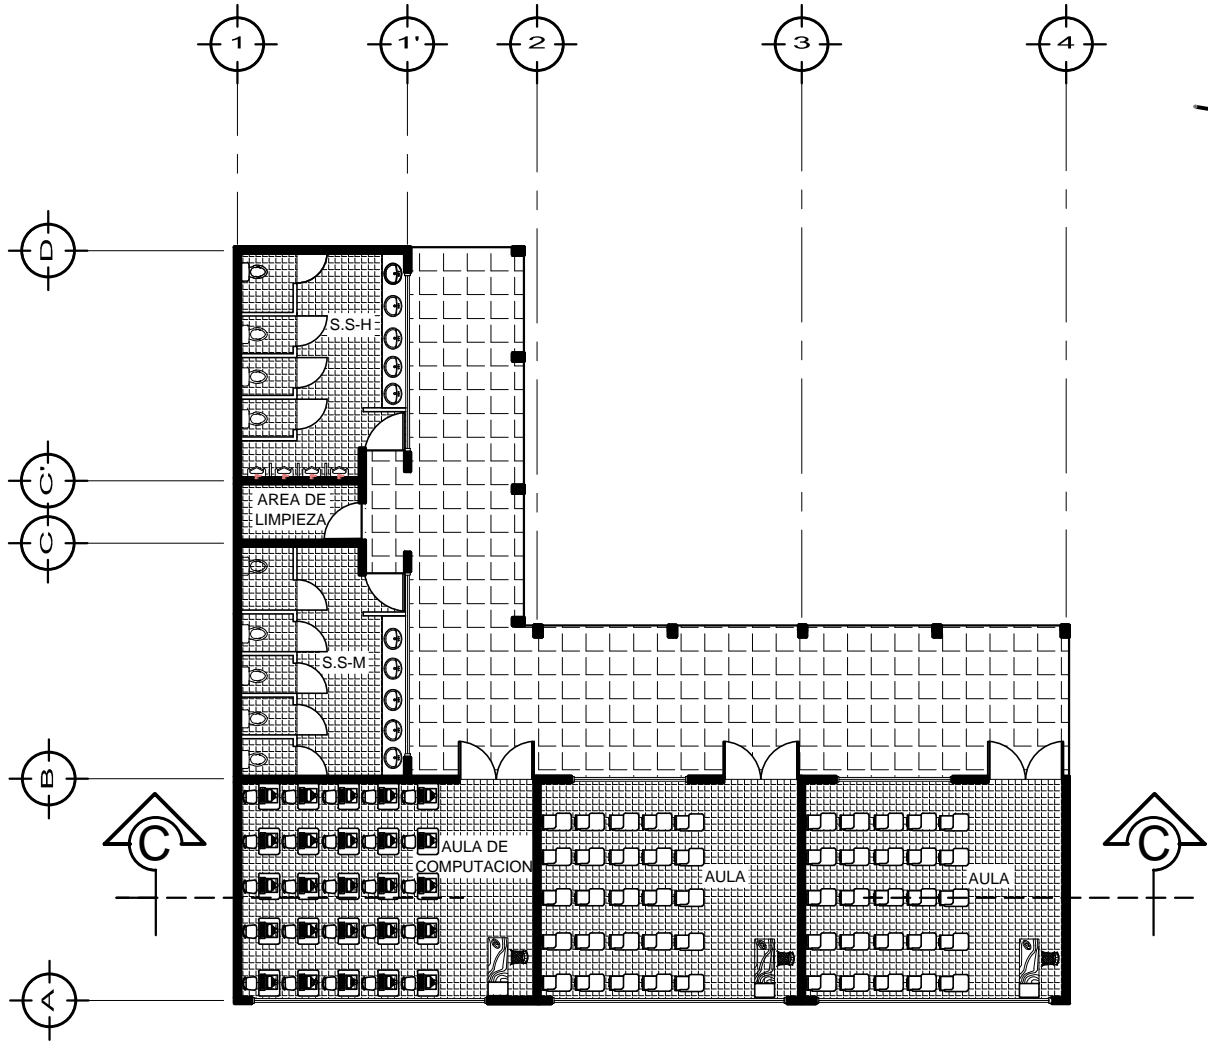 1 1' 2 3 4
D
S.S-H
C'
AREA DE
LIMPIEZA
C
S.S-M
B
C C
AULA DE
COMPUTACION
AULA AULA
A